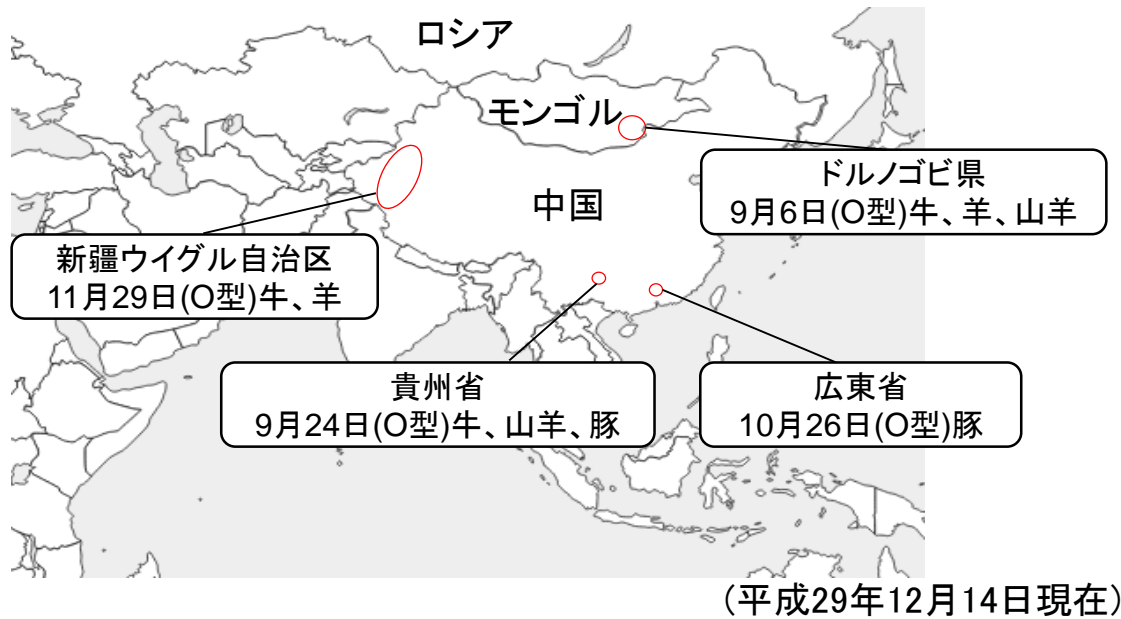 ロシア
モンゴル
中国
ドルノゴビ県
9月6日(O型)牛、羊、山羊
新疆ウイグル自治区
11月29日(O型)牛、羊
貴州省
9月24日(O型)牛、山羊、豚
広東省
10月26日(O型)豚
(平成29年12月14日現在)